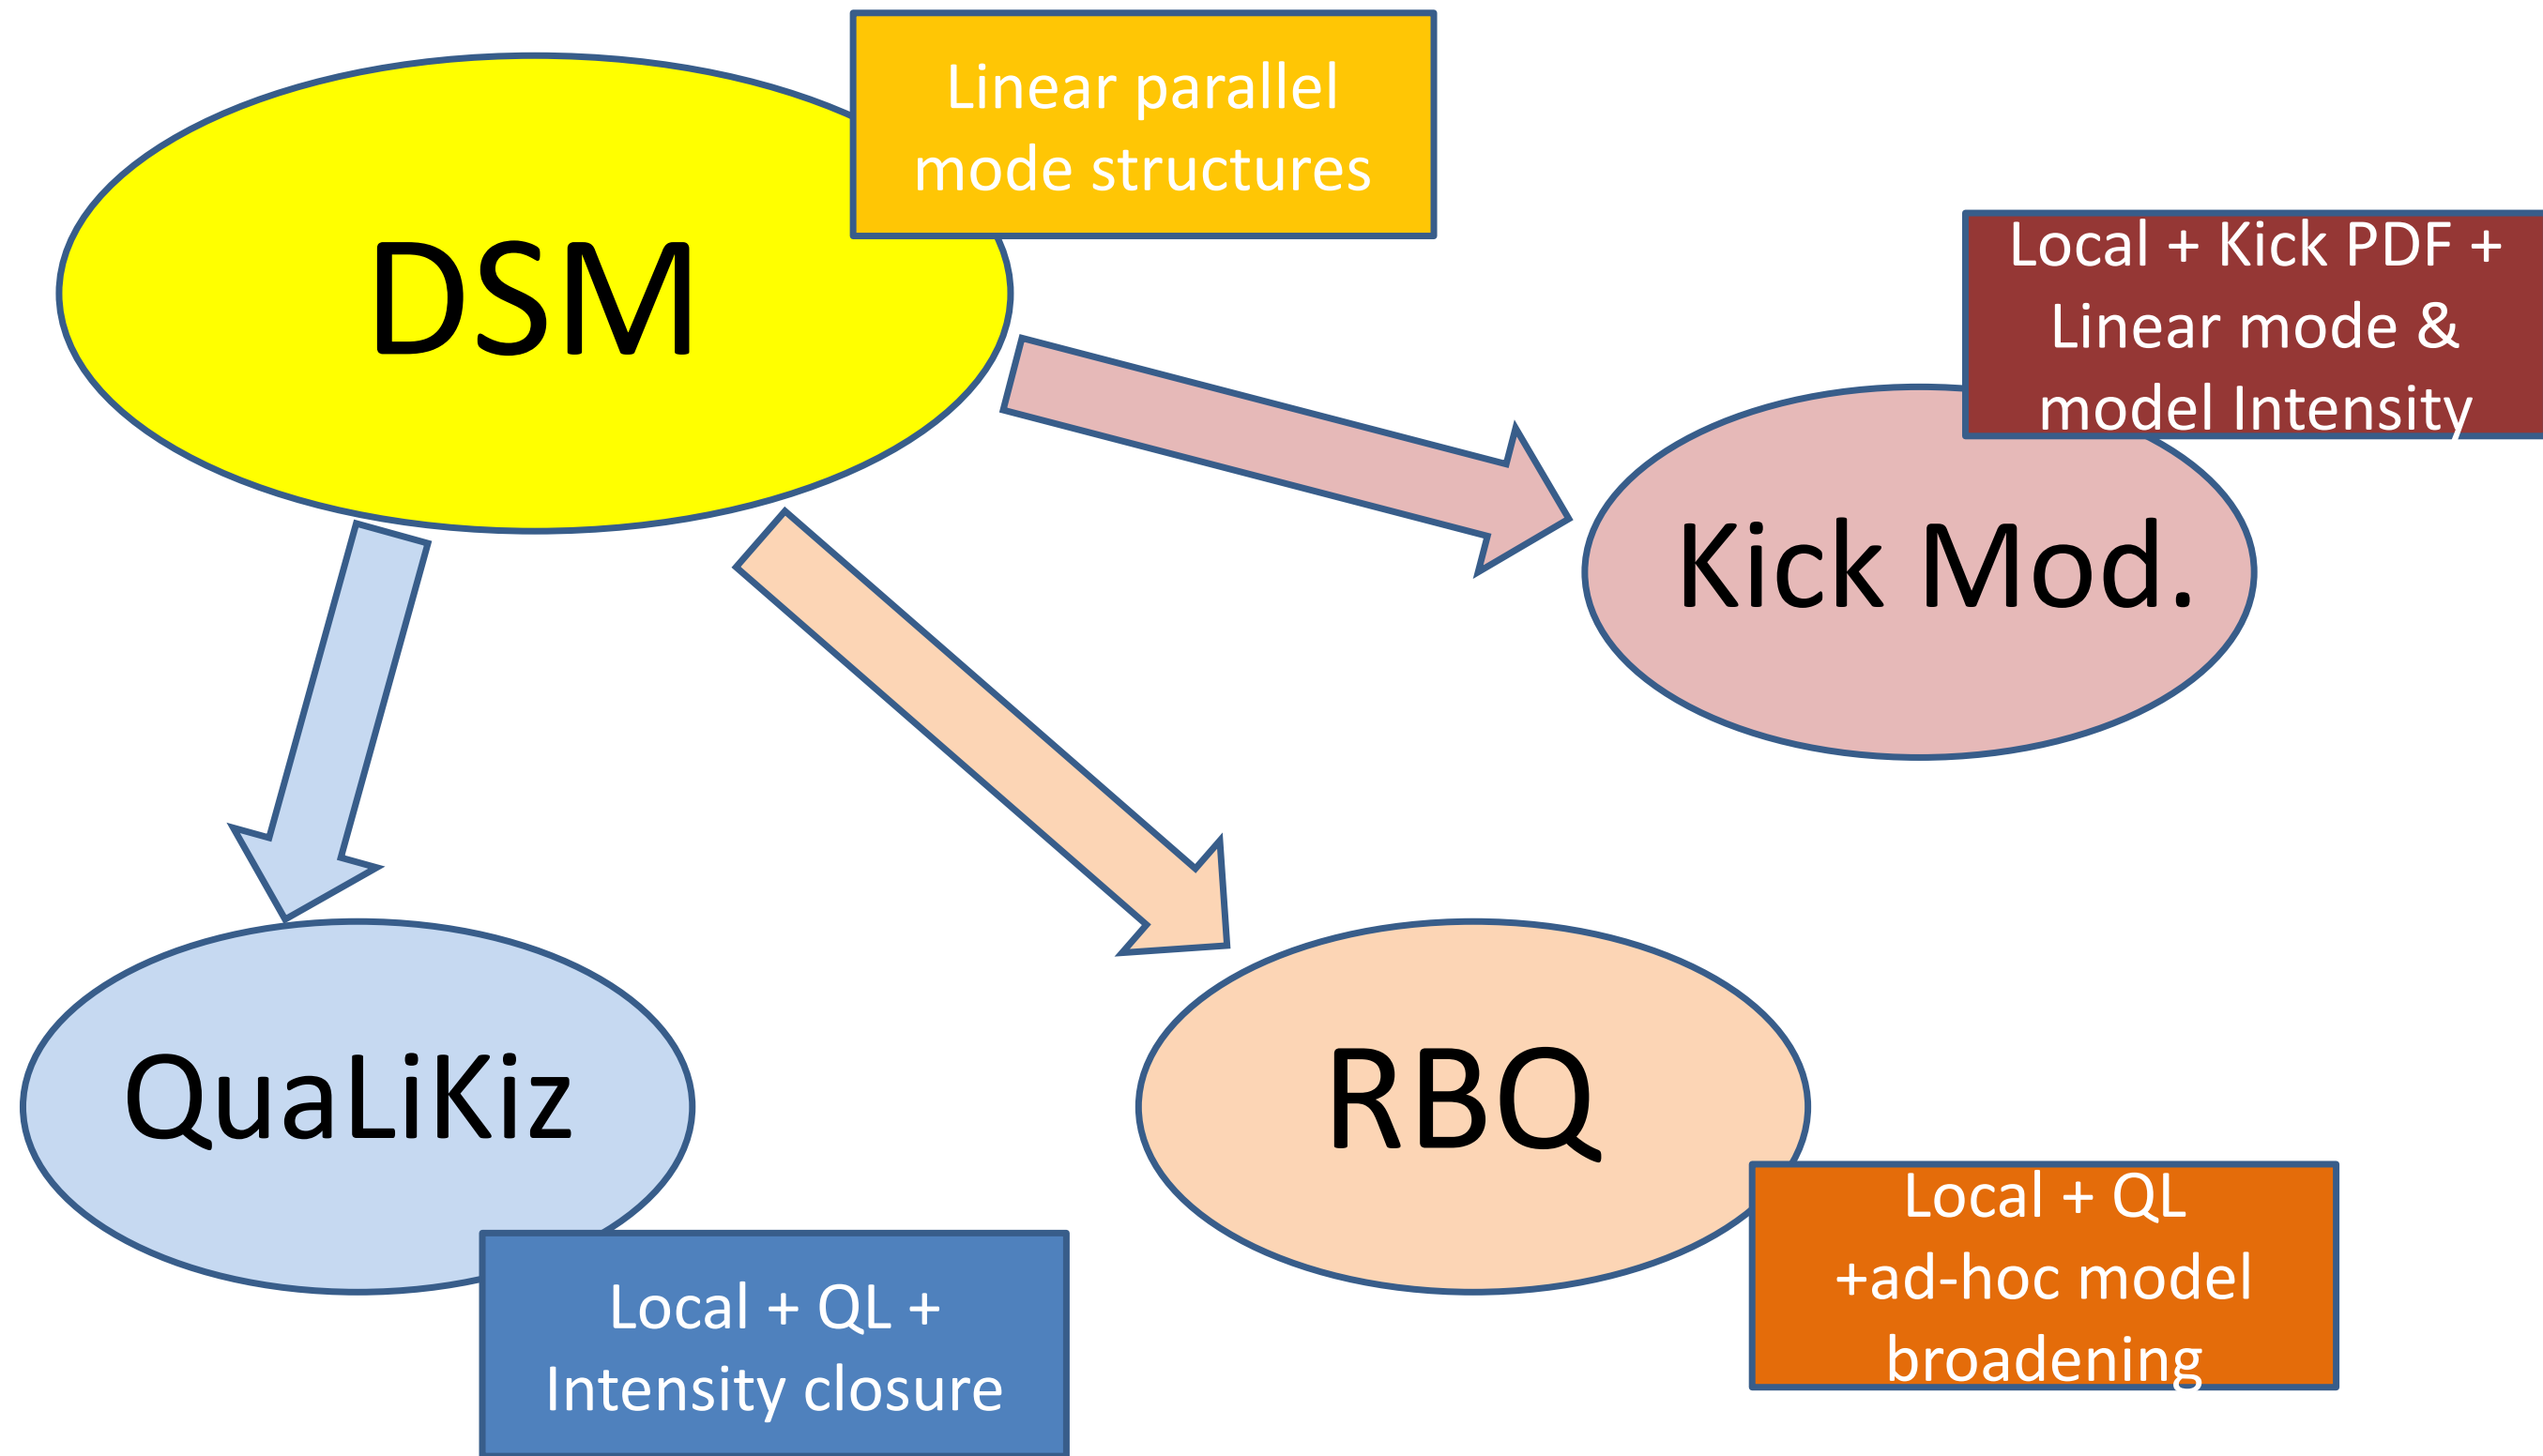 Linear parallel
mode structures
DSM
Local + Kick PDF +
Linear mode &
model Intensity
Kick Mod.
QuaLiKiz
RBQ
Local + QL +
Intensity closure
Local + QL
+ad-hoc model
broadening